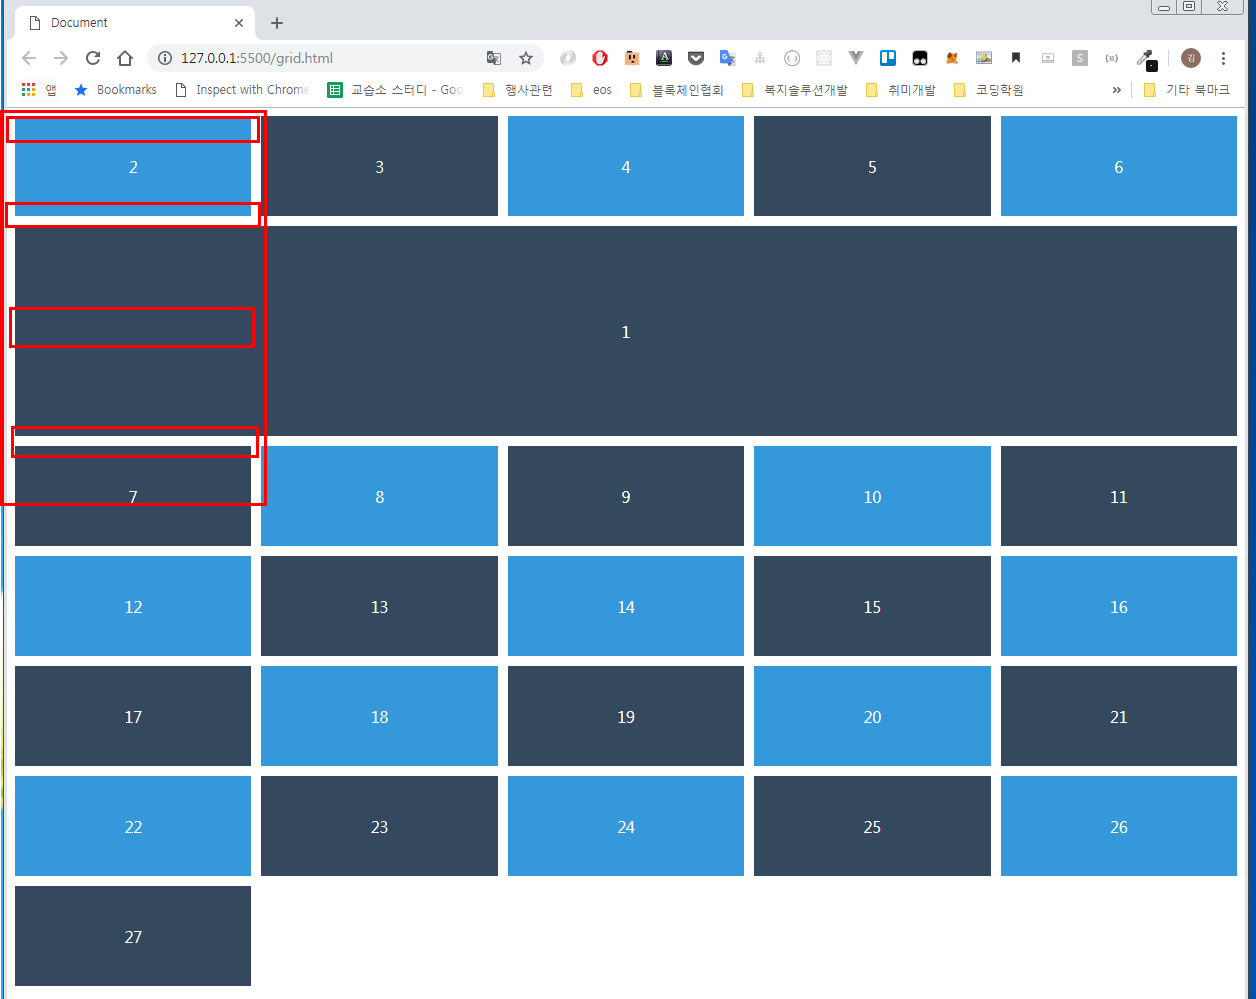 Document
127.0.0.1:5500/grid.html
김
앱
Bookmarks
Inspect with Chrome
교습소 스터디 - Goo
행사관련
eos
블록체인협회
복지솔루션개발
취미개발
코딩학원
»
기타 북마크
2 3 4 5 6
1
7 8 9 10 11
12 13 14 15 16
17 18 19 20 21
22 23 24 25 26
27